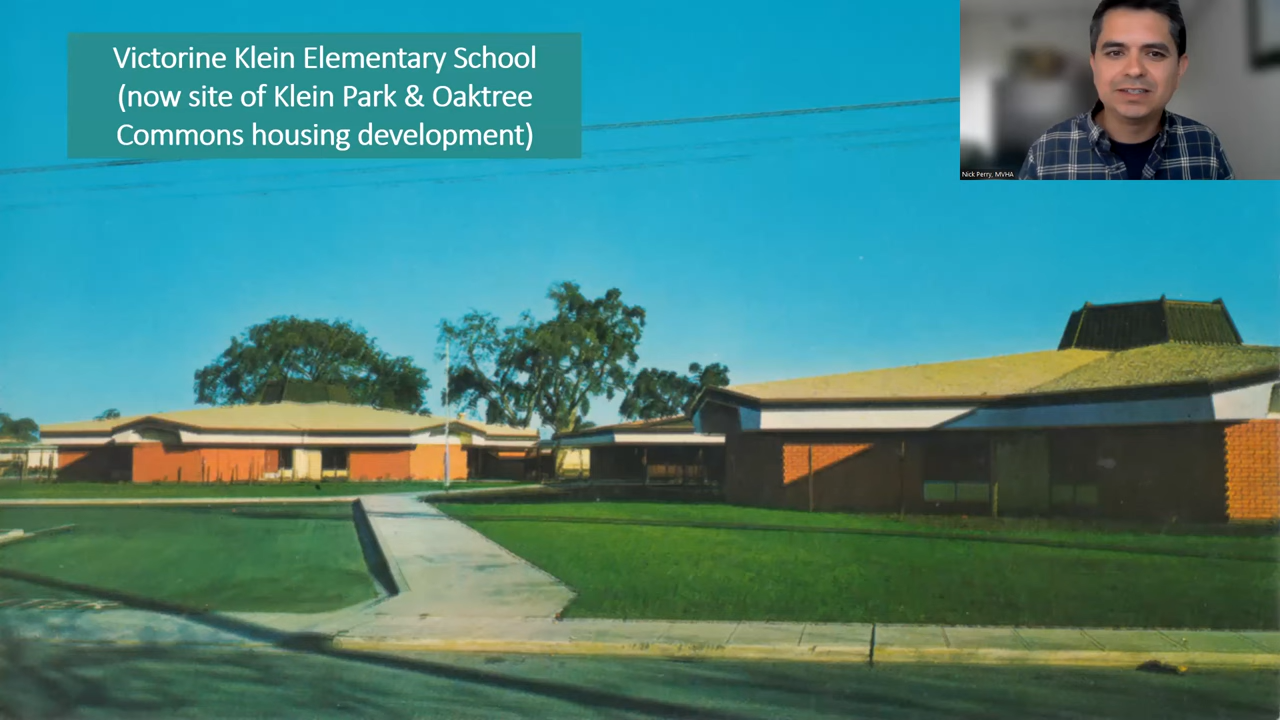 Victorine Klein Elementary School
(now site of Klein Park & Oaktree
Commons housing development)
Nick Perry, MVHA